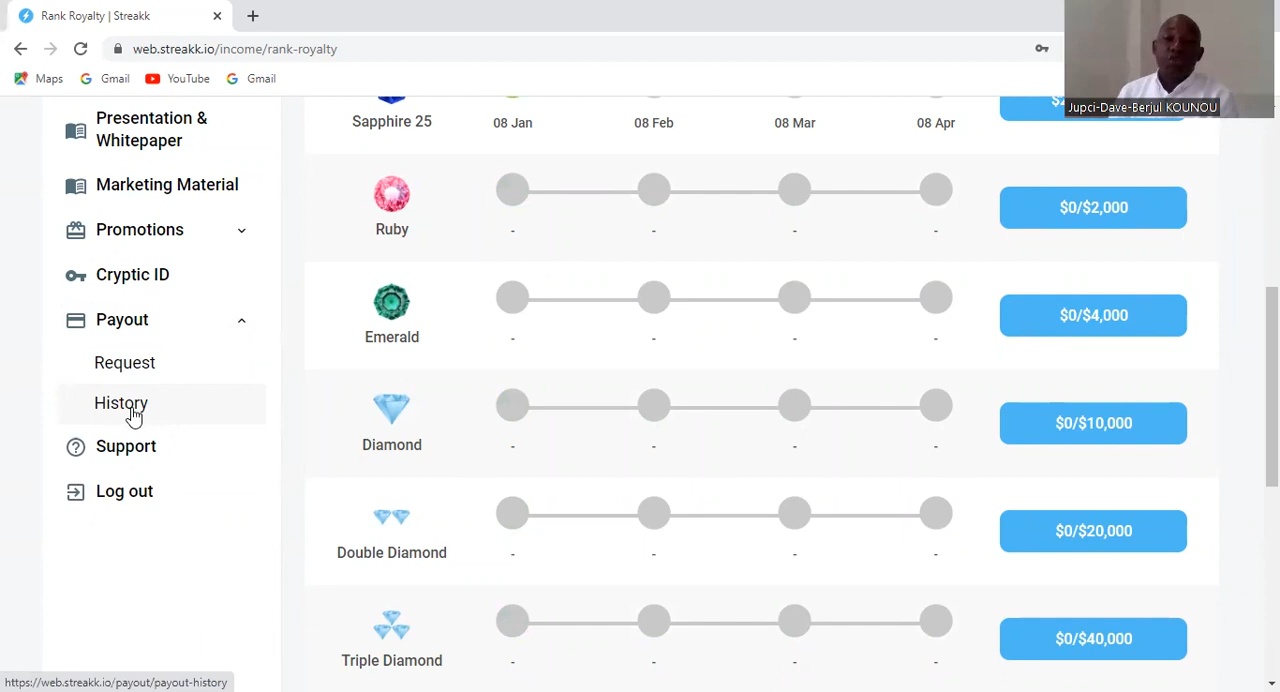 Rank Royalty | Streakk
web.streakk.io/income/rank-royalty
Maps
Gmail
YouTube
Gmail
Jupci-Dave-Berjul KOUNOU
Presentation &
Whitepaper
Marketing Material
Promotions
Cryptic ID
Payout
Request
History
Support
Log out
Sapphire 25
08 Jan
08 Feb
08 Mar
08 Apr
Ruby
-
-
-
-
$0/$2,000
Emerald
-
-
-
-
$0/$4,000
Diamond
-
-
-
-
$0/$10,000
Double Diamond
-
-
-
-
$0/$20,000
Triple Diamond
-
-
-
-
$0/$40,000
https://web.streakk.io/payout/payout-history